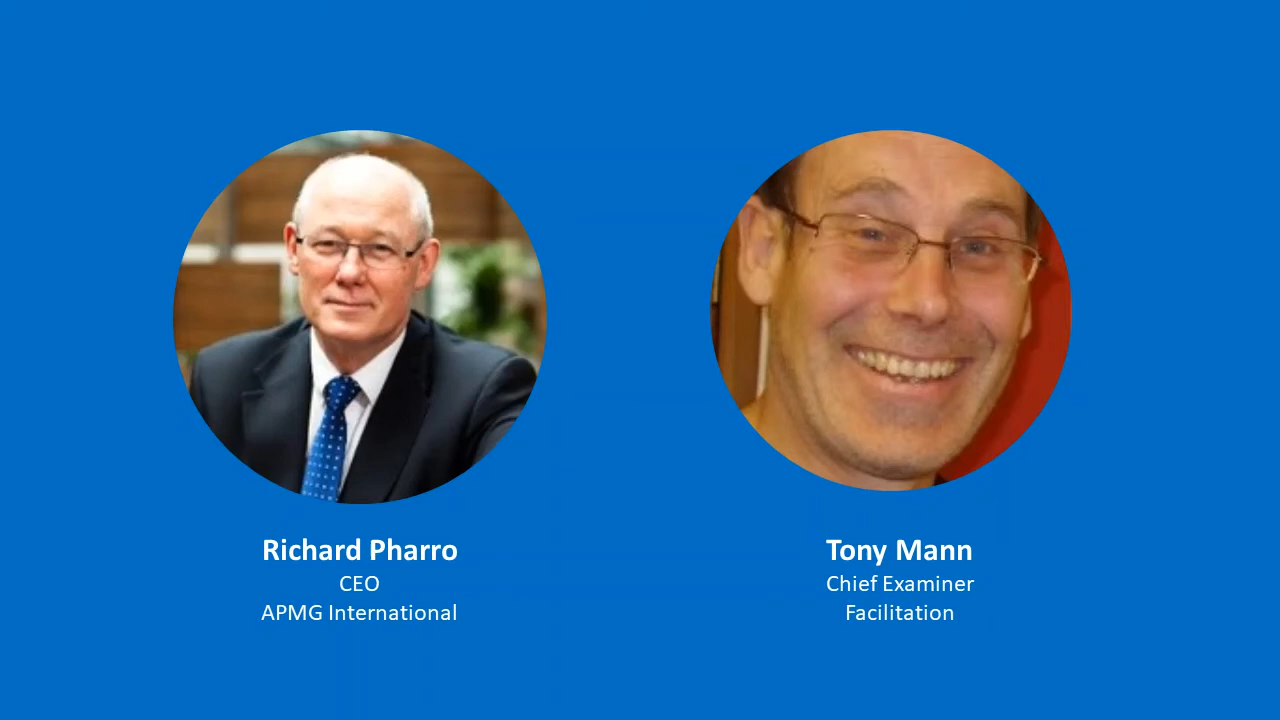 Richard Pharro
CEO
APMG International
Tony Mann
Chief Examiner
Facilitation